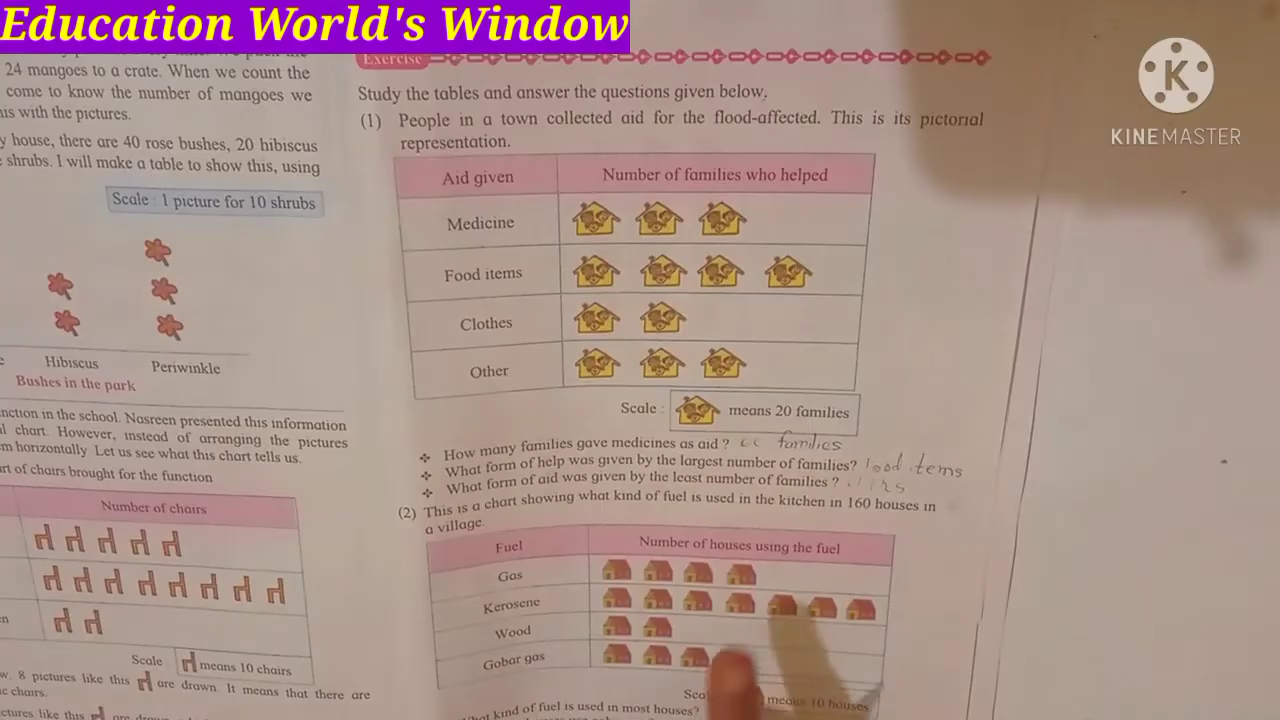 Education World's Window
KINEMASTER
24 mangoes to a crate. When we count the
come to know the number of mangoes we
with the pictures.
house, there are 40 rose bushes, 20 hibiscus
shrubs. I will make a table to show this, using
Scale : 1 picture for 10 shrubs
Hibiscus Periwinkle
Bushes in the park
in the school. Nasreen presented this information
chart. However, instead of arranging the pictures
horizontally. Let us see what this chart tells us.
of chairs brought for the function
Number of chairs
Scale means 10 chairs
8 pictures like this are drawn. It means that there are
chairs.
like this
Exercise
Study the tables and answer the questions given below.
(1) People in a town collected aid for the flood-affected. This is its pictorial
representation.
Aid given Number of families who helped
Medicine
Food items
Clothes
Other
Scale : means 20 families
❖ How many families gave medicines as aid ? families
❖ What form of help was given by the largest number of families?
❖ What form of aid was given by the least number of families ?
(2) This is a chart showing what kind of fuel is used in the kitchen in 160 houses in
a village.
Fuel Number of houses using the fuel
Gas
Kerosene
Wood
Gobar gas
means 10 houses
kind of fuel is used in most houses?